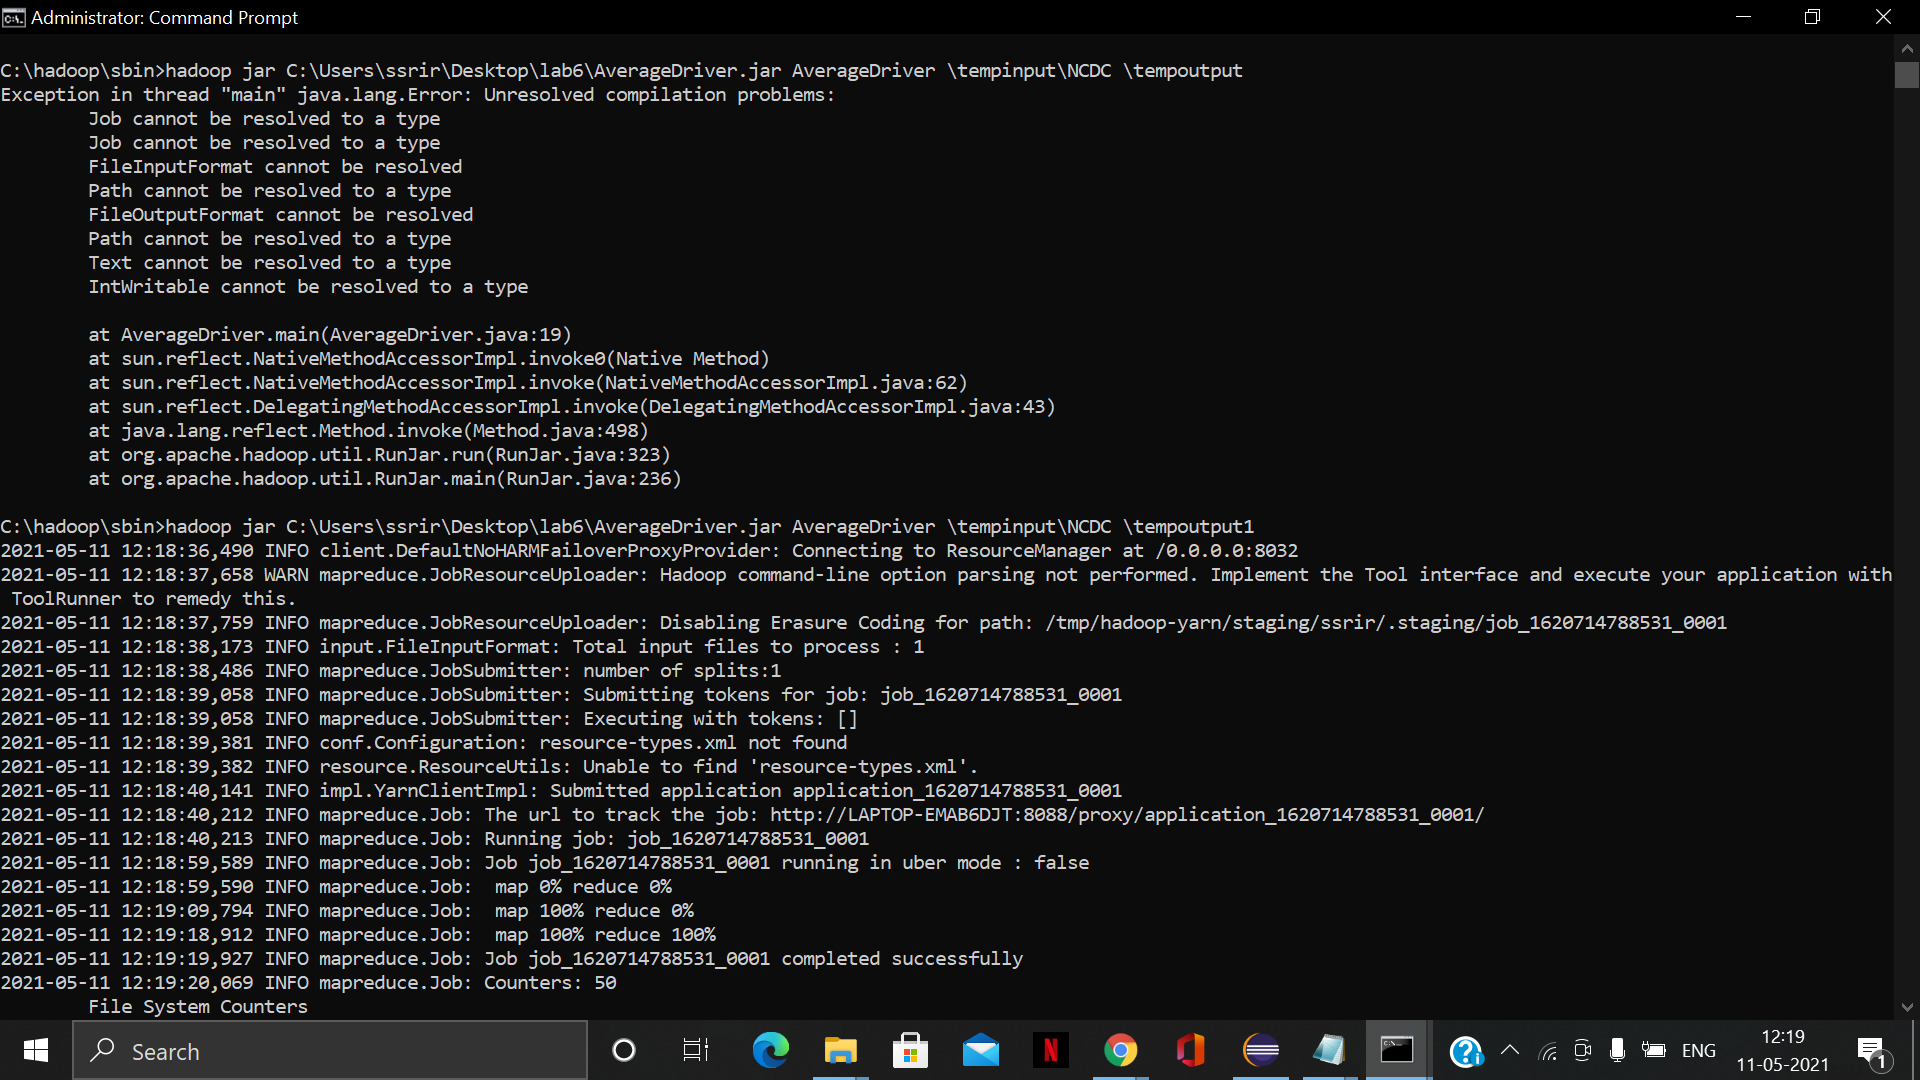 Administrator: Command Prompt
C:\hadoop\sbin>hadoop jar C:\Users\ssrir\Desktop\lab6\AverageDriver.jar AverageDriver \tempinput\NCDC \tempoutput
Exception in thread "main" java.lang.Error: Unresolved compilation problems:
Job cannot be resolved to a type
Job cannot be resolved to a type
FileInputFormat cannot be resolved
Path cannot be resolved to a type
FileOutputFormat cannot be resolved
Path cannot be resolved to a type
Text cannot be resolved to a type
IntWritable cannot be resolved to a type
at AverageDriver.main(AverageDriver.java:19)
at sun.reflect.NativeMethodAccessorImpl.invoke0(Native Method)
at sun.reflect.NativeMethodAccessorImpl.invoke(NativeMethodAccessorImpl.java:62)
at sun.reflect.DelegatingMethodAccessorImpl.invoke(DelegatingMethodAccessorImpl.java:43)
at java.lang.reflect.Method.invoke(Method.java:498)
at org.apache.hadoop.util.RunJar.run(RunJar.java:323)
at org.apache.hadoop.util.RunJar.main(RunJar.java:236)
C:\hadoop\sbin>hadoop jar C:\Users\ssrir\Desktop\lab6\AverageDriver.jar AverageDriver \tempinput\NCDC \tempoutput1
2021-05-11 12:18:36,490 INFO client.DefaultNoHARMFailoverProxyProvider: Connecting to ResourceManager at /0.0.0.0:8032
2021-05-11 12:18:37,658 WARN mapreduce.JobResourceUploader: Hadoop command-line option parsing not performed. Implement the Tool interface and execute your application with
ToolRunner to remedy this.
2021-05-11 12:18:37,759 INFO mapreduce.JobResourceUploader: Disabling Erasure Coding for path: /tmp/hadoop-yarn/staging/ssrir/.staging/job_1620714788531_0001
2021-05-11 12:18:38,173 INFO input.FileInputFormat: Total input files to process : 1
2021-05-11 12:18:38,486 INFO mapreduce.JobSubmitter: number of splits:1
2021-05-11 12:18:39,058 INFO mapreduce.JobSubmitter: Submitting tokens for job: job_1620714788531_0001
2021-05-11 12:18:39,058 INFO mapreduce.JobSubmitter: Executing with tokens: []
2021-05-11 12:18:39,381 INFO conf.Configuration: resource-types.xml not found
2021-05-11 12:18:39,382 INFO resource.ResourceUtils: Unable to find 'resource-types.xml'.
2021-05-11 12:18:40,141 INFO impl.YarnClientImpl: Submitted application application_1620714788531_0001
2021-05-11 12:18:40,212 INFO mapreduce.Job: The url to track the job: http://LAPTOP-EMAB6DJT:8088/proxy/application_1620714788531_0001/
2021-05-11 12:18:40,213 INFO mapreduce.Job: Running job: job_1620714788531_0001
2021-05-11 12:18:59,589 INFO mapreduce.Job: Job job_1620714788531_0001 running in uber mode : false
2021-05-11 12:18:59,590 INFO mapreduce.Job:  map 0% reduce 0%
2021-05-11 12:19:09,794 INFO mapreduce.Job:  map 100% reduce 0%
2021-05-11 12:19:18,912 INFO mapreduce.Job:  map 100% reduce 100%
2021-05-11 12:19:19,927 INFO mapreduce.Job: Job job_1620714788531_0001 completed successfully
2021-05-11 12:19:20,069 INFO mapreduce.Job: Counters: 50
File System Counters
Search
N
ENG
12:19
11-05-2021
1